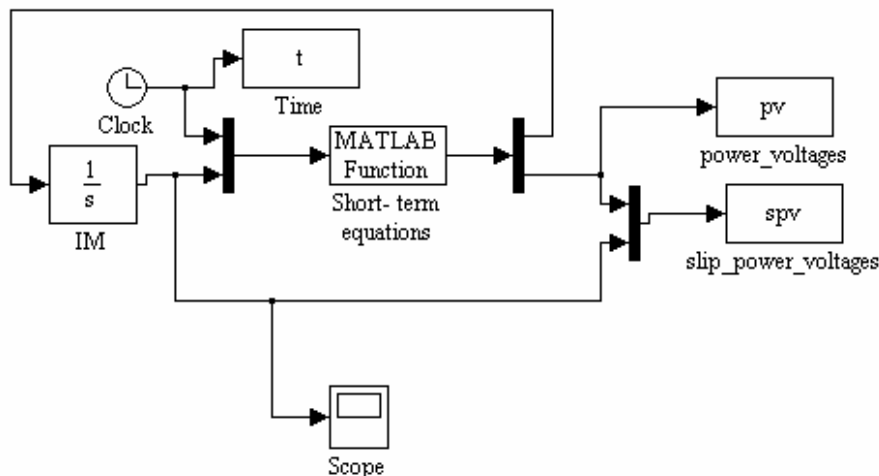 t
Time
Clock
1
s
IM
MATLAB
Function
Short- term
equations
pv
power_voltages
spv
slip_power_voltages
Scope